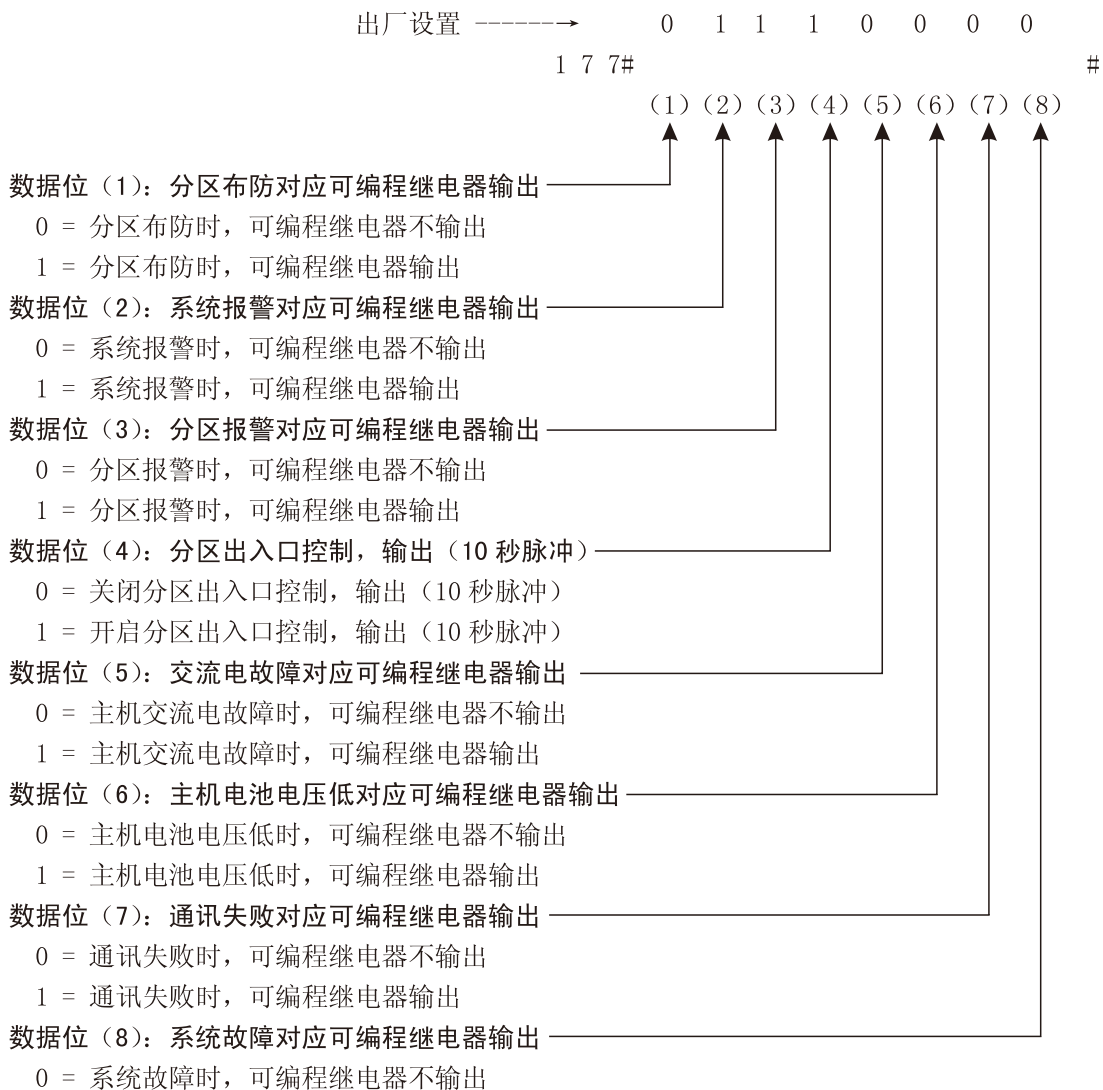 出厂设置 ------→ 0 1 1 1 0 0 0 0
1 7 7# #
（1）（2）（3）（4）（5）（6）（7）（8）
数据位（1）：分区布防对应可编程继电器输出
0 = 分区布防时，可编程继电器不输出
1 = 分区布防时，可编程继电器输出
数据位（2）：系统报警对应可编程继电器输出
0 = 系统报警时，可编程继电器不输出
1 = 系统报警时，可编程继电器输出
数据位（3）：分区报警对应可编程继电器输出
0 = 分区报警时，可编程继电器不输出
1 = 分区报警时，可编程继电器输出
数据位（4）：分区出入口控制，输出（10 秒脉冲）
0 = 关闭分区出入口控制，输出（10 秒脉冲）
1 = 开启分区出入口控制，输出（10 秒脉冲）
数据位（5）：交流电故障对应可编程继电器输出
0 = 主机交流电故障时，可编程继电器不输出
1 = 主机交流电故障时，可编程继电器输出
数据位（6）：主机电池电压低对应可编程继电器输出
0 = 主机电池电压低时，可编程继电器不输出
1 = 主机电池电压低时，可编程继电器输出
数据位（7）：通讯失败对应可编程继电器输出
0 = 通讯失败时，可编程继电器不输出
1 = 通讯失败时，可编程继电器输出
数据位（8）：系统故障对应可编程继电器输出
0 = 系统故障时，可编程继电器不输出